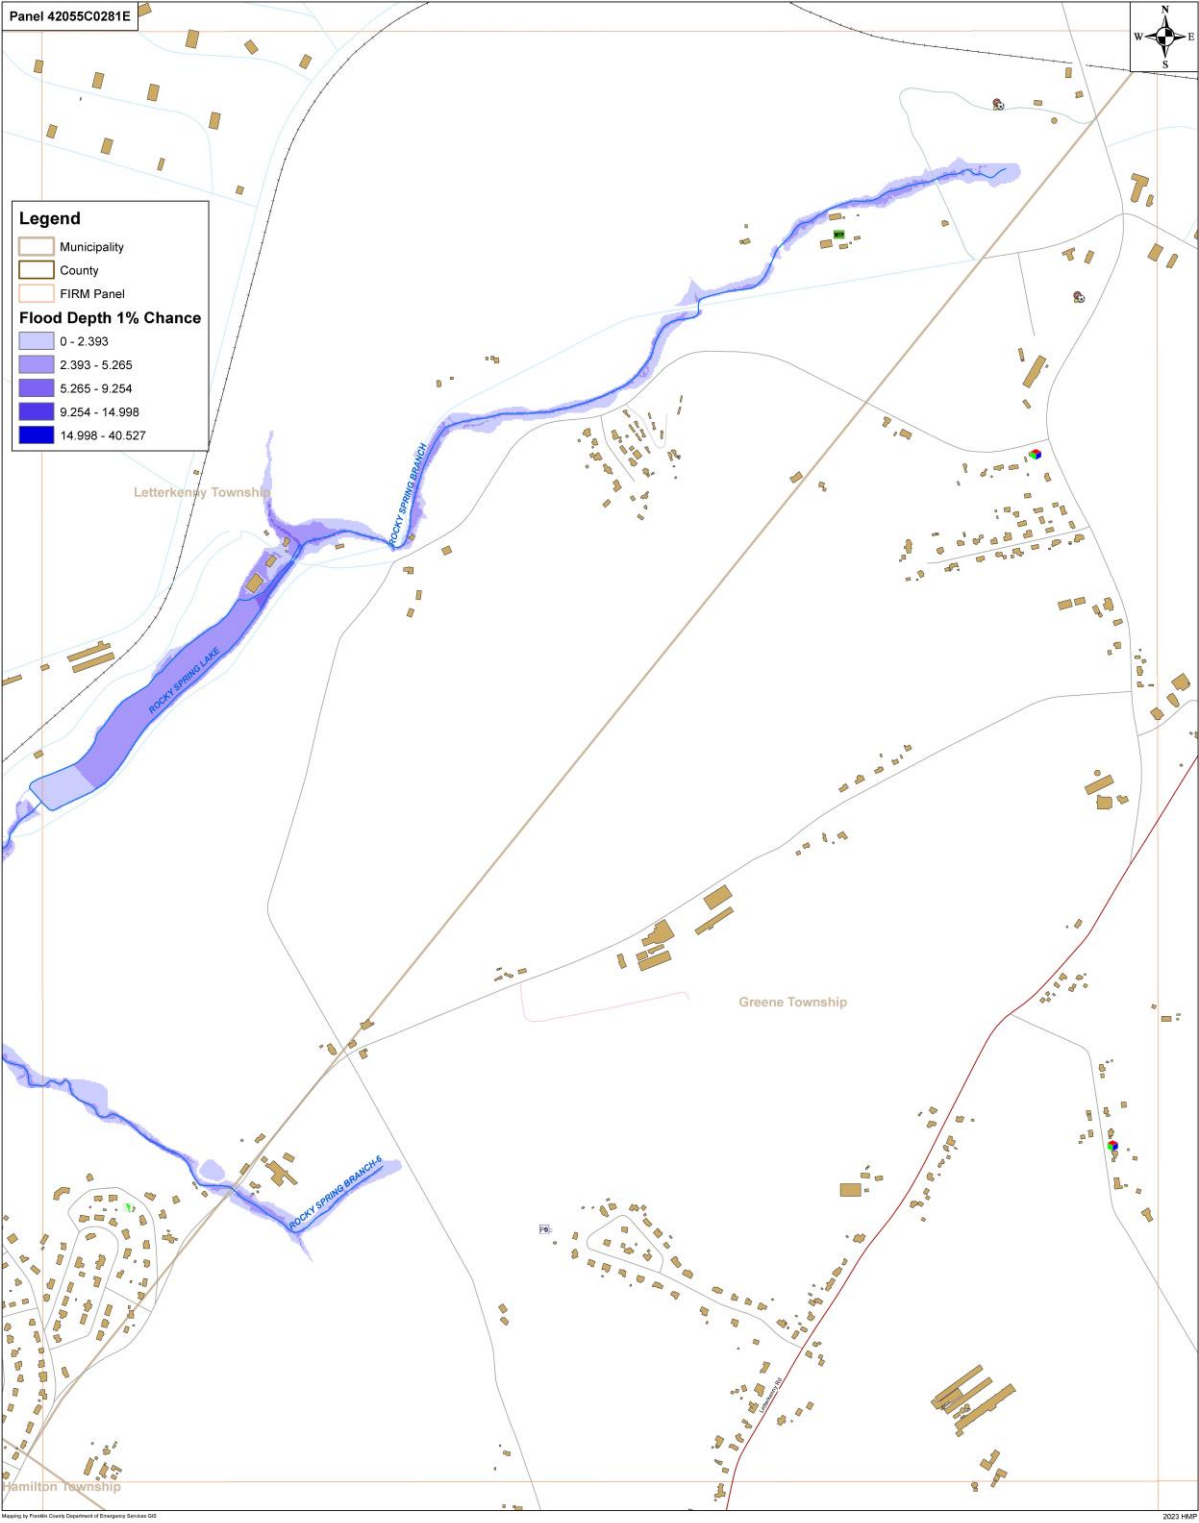 Panel 42055C0281E
N
W E
S
Legend
Municipality
County
FIRM Panel
Flood Depth 1% Chance
0 - 2.393
2.393 - 5.265
5.265 - 9.254
9.254 - 14.998
14.998 - 40.527
ROCKY SPRING BRANCH
Letterkenny Township
ROCKY SPRING LAKE
Greene Township
ROCKY SPRING BRANCH-6
Letterkenny Rd
Hamilton Township
Mapping by Franklin County Department of Emergency Services GIS
2023 HMP